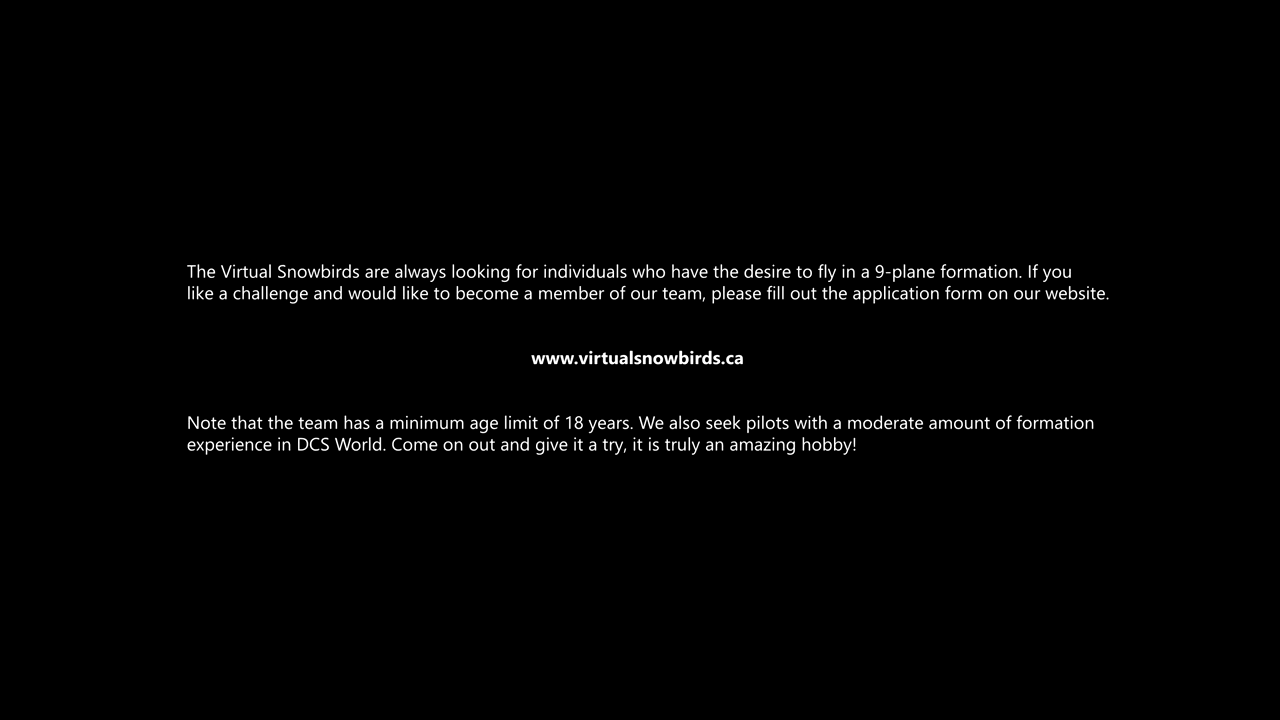 The Virtual Snowbirds are always looking for individuals who have the desire to fly in a 9-plane formation. If you
like a challenge and would like to become a member of our team, please fill out the application form on our website.
www.virtualsnowbirds.ca
Note that the team has a minimum age limit of 18 years. We also seek pilots with a moderate amount of formation
experience in DCS World. Come on out and give it a try, it is truly an amazing hobby!